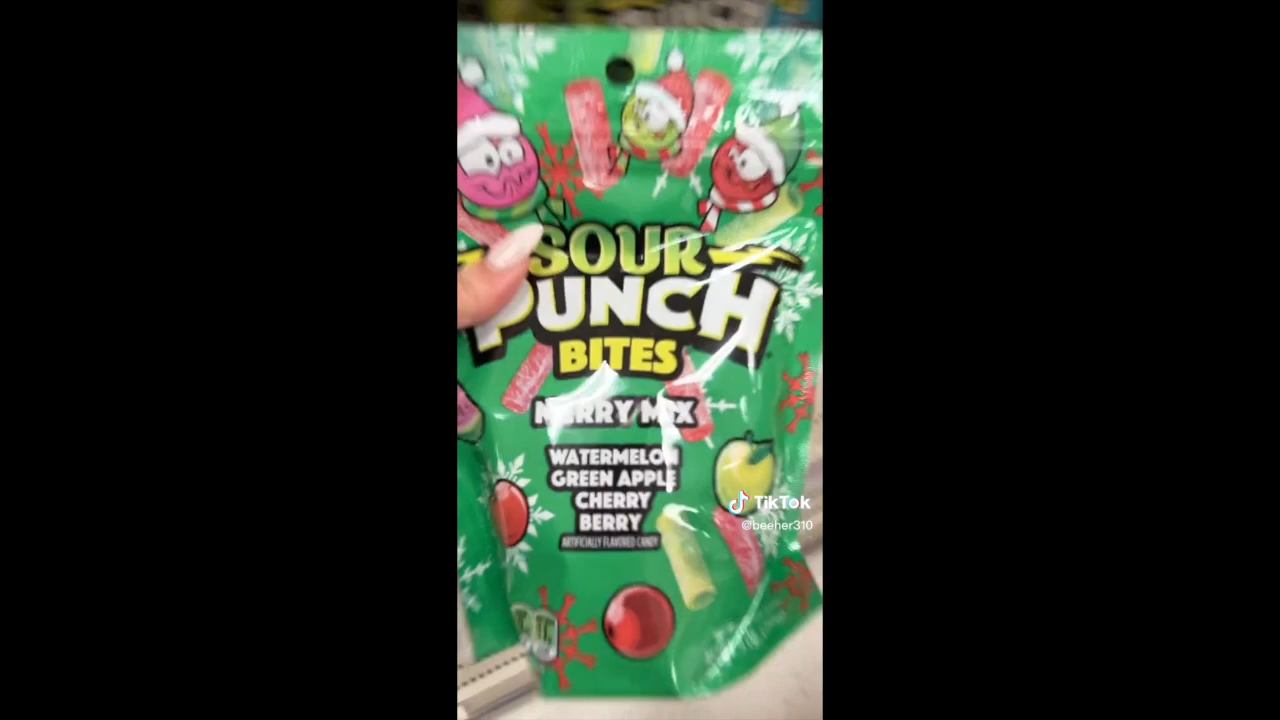 SOUR
PUNCH
BITES
MERRY MIX
WATERMELON
GREEN APPLE
CHERRY
BERRY
ARTIFICIALLY FLAVORED CANDY
TikTok
@beeher310